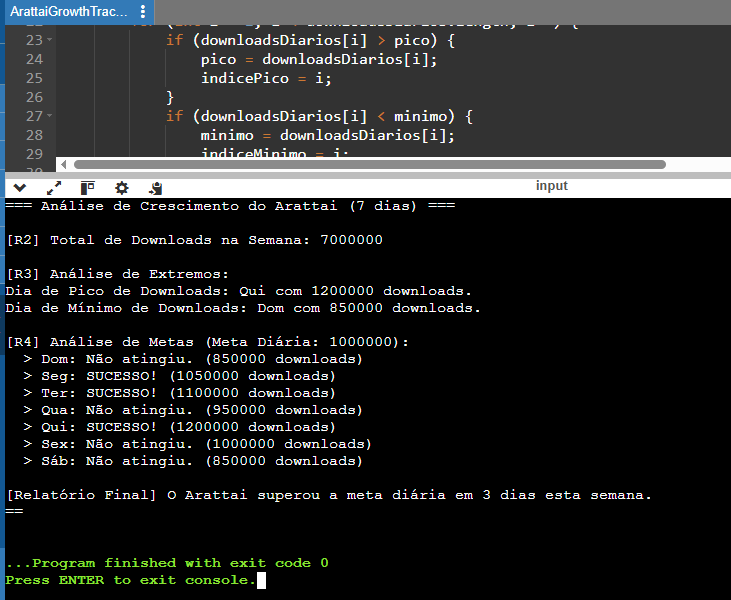 ArattaiGrowthTrac...
23 if (downloadsDiarios[i] > pico) {
24 pico = downloadsDiarios[i];
25 indicePico = i;
26 }
27 if (downloadsDiarios[i] < minimo) {
28 minimo = downloadsDiarios[i];
29 indiceMinimo = i;
input
=== Análise de Crescimento do Arattai (7 dias) ===
[R2] Total de Downloads na Semana: 7000000
[R3] Análise de Extremos:
Dia de Pico de Downloads: Qui com 1200000 downloads.
Dia de Mínimo de Downloads: Dom com 850000 downloads.
[R4] Análise de Metas (Meta Diária: 1000000):
> Dom: Não atingiu. (850000 downloads)
> Seg: SUCESSO! (1050000 downloads)
> Ter: SUCESSO! (1100000 downloads)
> Qua: Não atingiu. (950000 downloads)
> Qui: SUCESSO! (1200000 downloads)
> Sex: Não atingiu. (1000000 downloads)
> Sáb: Não atingiu. (850000 downloads)
[Relatório Final] O Arattai superou a meta diária em 3 dias esta semana.
==
...Program finished with exit code 0
Press ENTER to exit console.